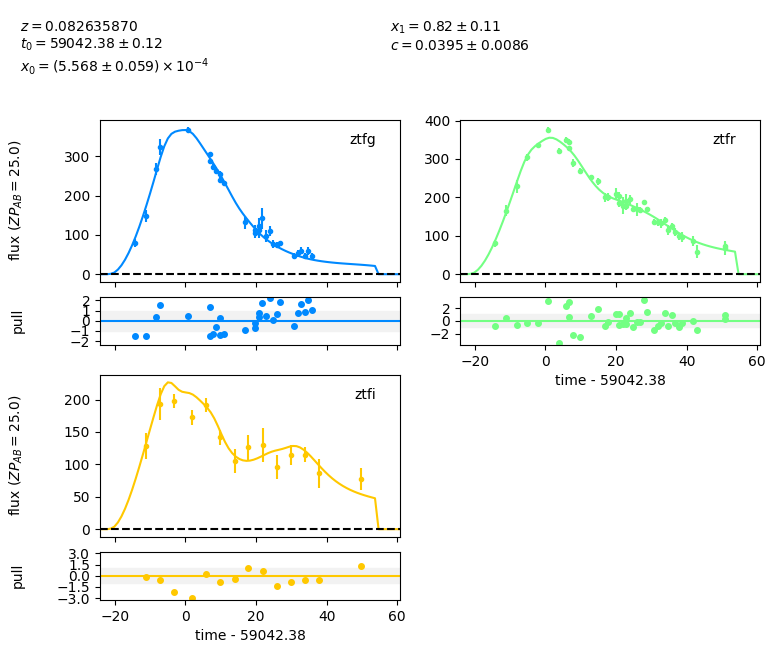 z = 0.082635870
t₀ = 59042.38 ± 0.12
x₀ = (5.568 ± 0.059) × 10⁻⁴
x₁ = 0.82 ± 0.11
c = 0.0395 ± 0.0086
flux (ZP_AB = 25.0)
300
200
100
0
ztfg
400
300
200
100
0
ztfr
pull
2
1
0
−1
−2
2
0
−2
−20
0
20
40
60
time - 59042.38
flux (ZP_AB = 25.0)
200
150
100
50
0
ztfi
pull
3.0
1.5
0.0
−1.5
−3.0
−20
0
20
40
60
time - 59042.38